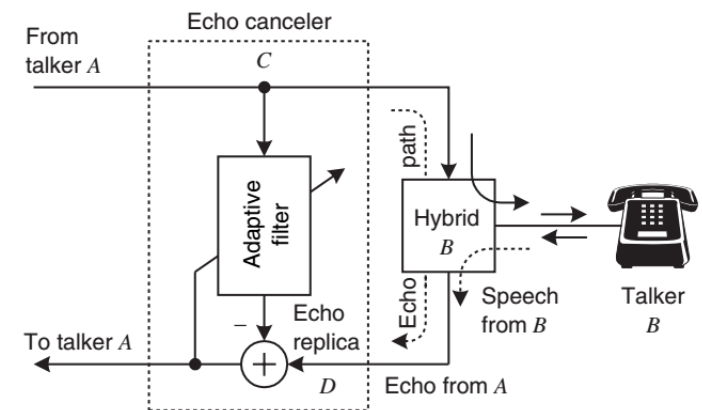 Echo canceler
From
talker A
C
Adaptive
filter
path
Echo
Hybrid
B
Speech
from B
Talker
B
−
Echo
replica
To talker A
+
D
Echo from A